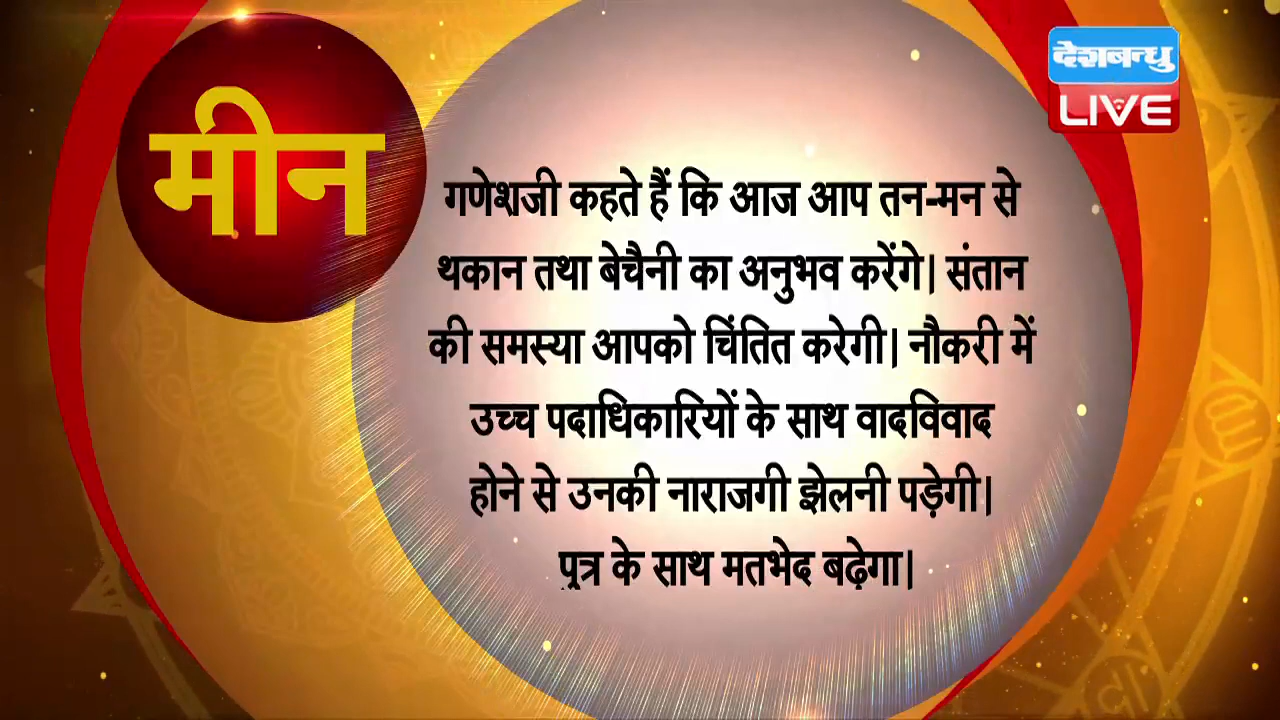 मीन
देशबन्धु
LIVE
गणेशजी कहते हैं कि आज आप तन-मन से
थकान तथा बेचैनी का अनुभव करेंगे। संतान
की समस्या आपको चिंतित करेगी। नौकरी में
उच्च पदाधिकारियों के साथ वादविवाद
होने से उनकी नाराजगी झेलनी पड़ेगी।
पुत्र के साथ मतभेद बढ़ेगा।